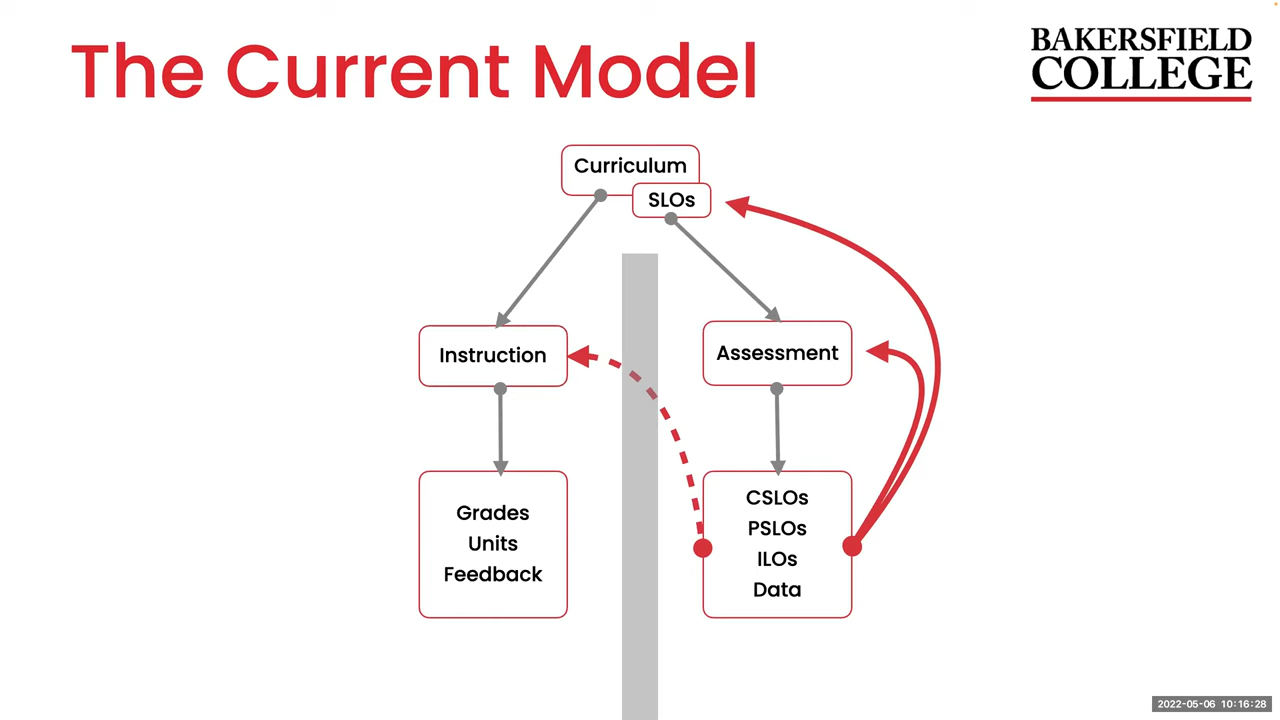 The Current Model
BAKERSFIELD
COLLEGE
Curriculum
SLOs
Instruction
Assessment
Grades
Units
Feedback
CSLOs
PSLOs
ILOs
Data
2022-05-06 10:16:28